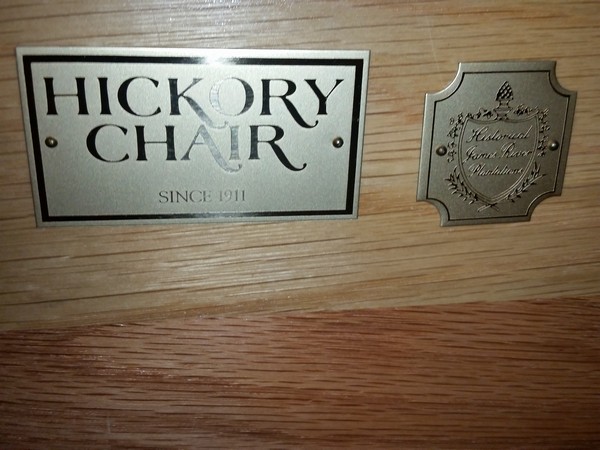 HICKORY
CHAIR
SINCE 1911
Historical
James River
Plantations